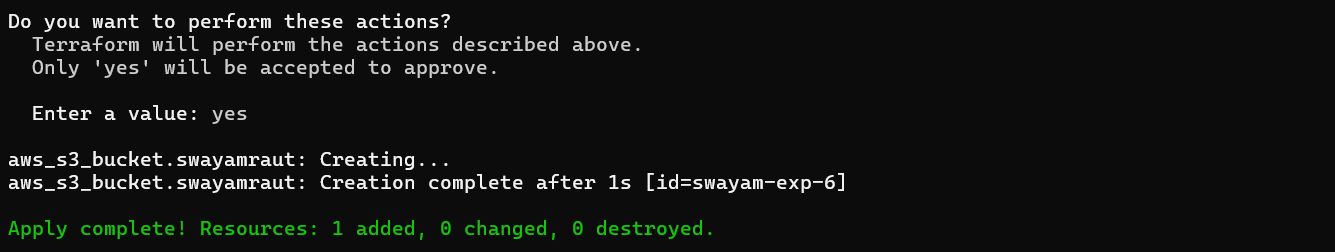 Do you want to perform these actions?
Terraform will perform the actions described above.
Only 'yes' will be accepted to approve.
Enter a value: yes
aws_s3_bucket.swayamraut: Creating...
aws_s3_bucket.swayamraut: Creation complete after 1s [id=swayam-exp-6]
Apply complete! Resources: 1 added, 0 changed, 0 destroyed.